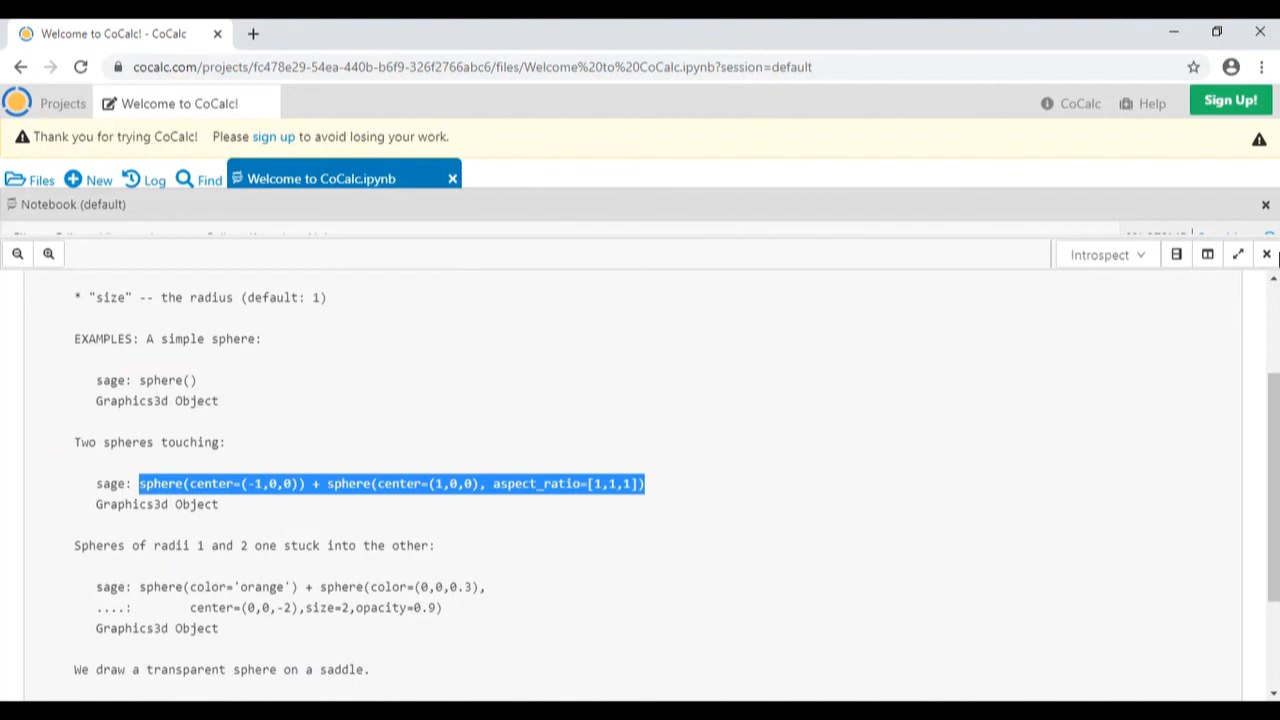 Welcome to CoCalc! - CoCalc
cocalc.com/projects/fc478e29-54ea-440b-b6f9-326f2766abc6/files/Welcome%20to%20CoCalc.ipynb?session=default
Projects Welcome to CoCalc! CoCalc Help Sign Up!
Thank you for trying CoCalc! Please sign up to avoid losing your work.
Files New Log Find Welcome to CoCalc.ipynb
Notebook (default)
Introspect
* "size" -- the radius (default: 1)
EXAMPLES: A simple sphere:
sage: sphere()
Graphics3d Object
Two spheres touching:
sage: sphere(center=(-1,0,0)) + sphere(center=(1,0,0), aspect_ratio=[1,1,1])
Graphics3d Object
Spheres of radii 1 and 2 one stuck into the other:
sage: sphere(color='orange') + sphere(color=(0,0,0.3),
....:       center=(0,0,-2),size=2,opacity=0.9)
Graphics3d Object
We draw a transparent sphere on a saddle.